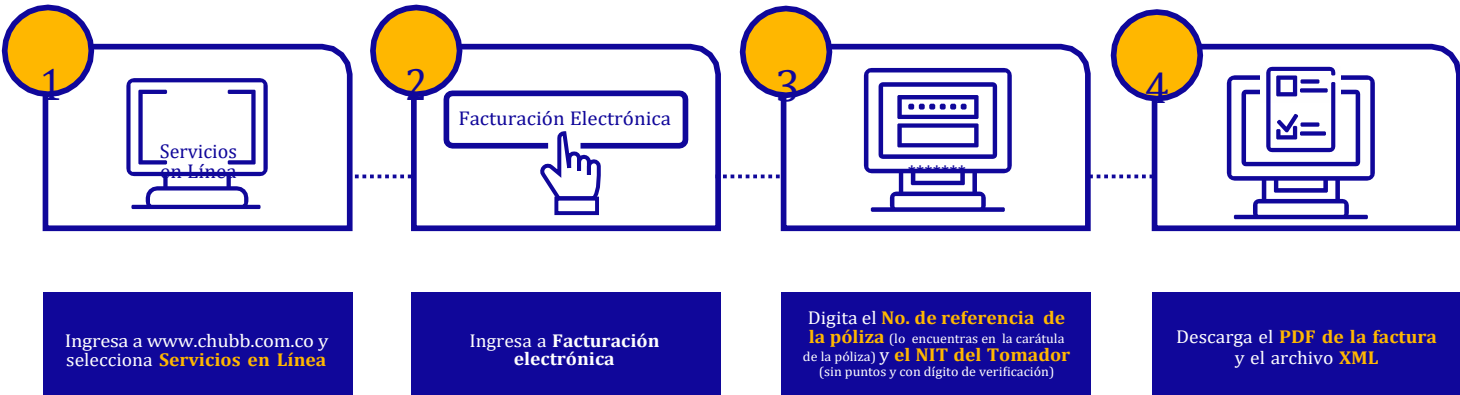 1
Servicios
en Línea
2
Facturación Electrónica
3
*******
4
Ingresa a www.chubb.com.co y
selecciona Servicios en Línea
Ingresa a Facturación
electrónica
Digita el No. de referencia de
la póliza (lo encuentras en la carátula
de la póliza) y el NIT del Tomador
(sin puntos y con dígito de verificación)
Descarga el PDF de la factura
y el archivo XML